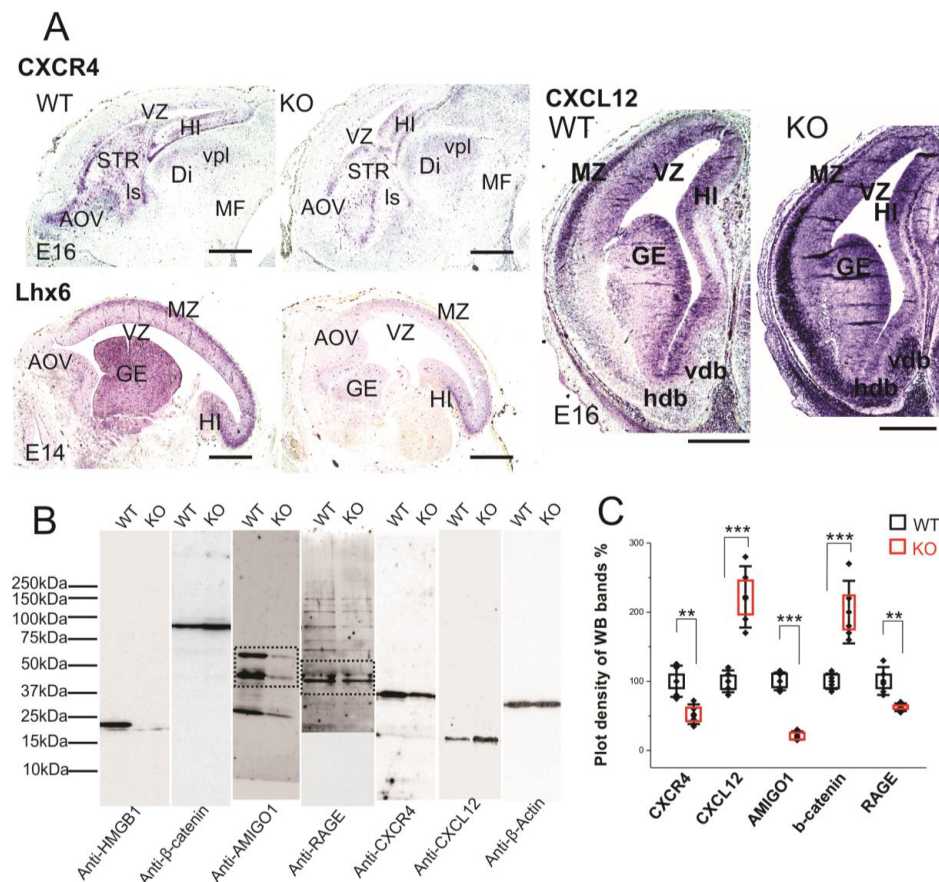 A
CXCR4
WT
VZ
HI
STR
vpl
ls
Di
AOV
MF
E16
KO
VZ
HI
STR
vpl
ls
Di
AOV
MF
CXCL12
WT
MZ
VZ
HI
GE
vdb
hdb
E16
KO
MZ
VZ
HI
GE
vdb
hdb
Lhx6
MZ
VZ
AOV
GE
HI
E14
MZ
VZ
AOV
GE
HI
B
WT KO WT KO WT KO WT KO WT KO WT KO WT KO
250kDa
150kDa
100kDa
75kDa
50kDa
37kDa
25kDa
15kDa
10kDa
Anti-HMGB1
Anti-β-catenin
Anti-AMIGO1
Anti-RAGE
Anti-CXCR4
Anti-CXCL12
Anti-β-Actin
C
WT
KO
Plot density of WB bands %
300
200
100
0
**
***
***
***
**
CXCR4
CXCL12
AMIGO1
b-catenin
RAGE